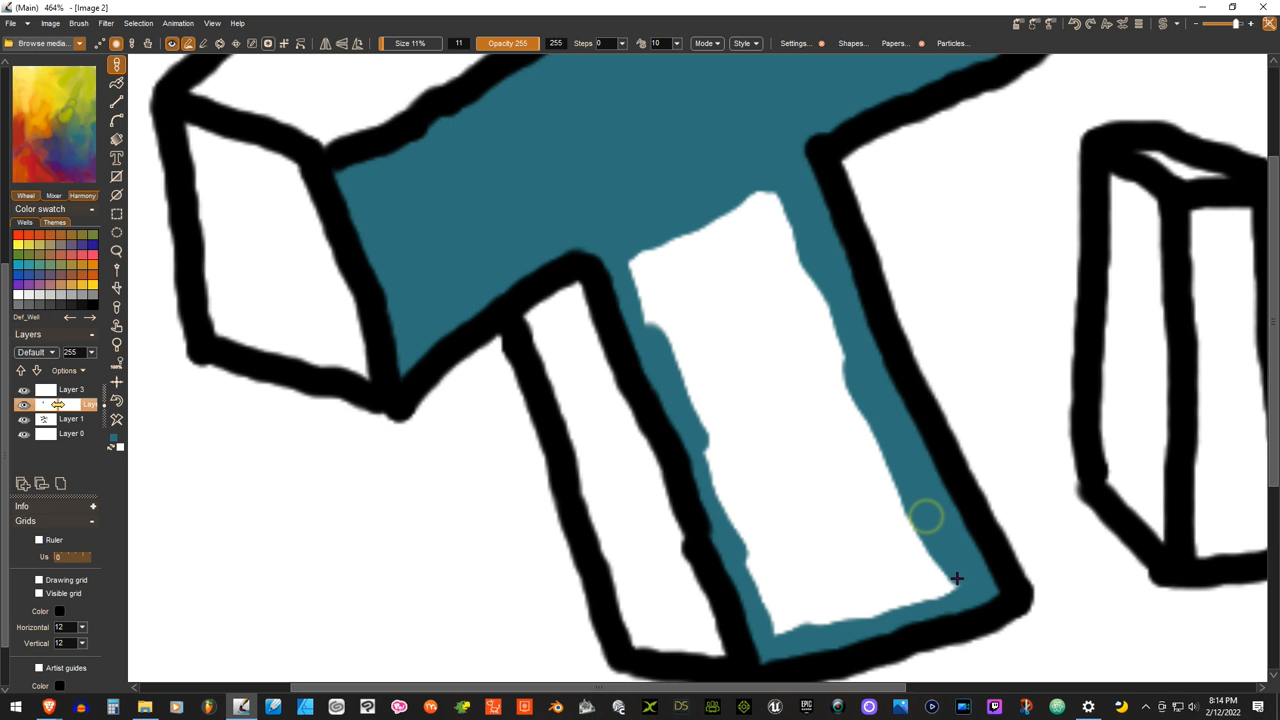 (Main) 464% - [Image 2]
File Image Brush Filter Selection Animation View Help
Browse media... Size 11% 11 Opacity 255 255 Steps 0 10 Mode Style Settings... Shapes... Papers... Particles...
Wheel Mixer Harmony
Color swatch
Wells Themes
Def_Well
Layers
Default 255
Options
Layer 3
Lay
Layer 1
Layer 0
Info
Grids
Ruler
Us 0
Drawing grid
Visible grid
Color
Horizontal 12
Vertical 12
Artist guides
Color
8:14 PM
2/12/2022